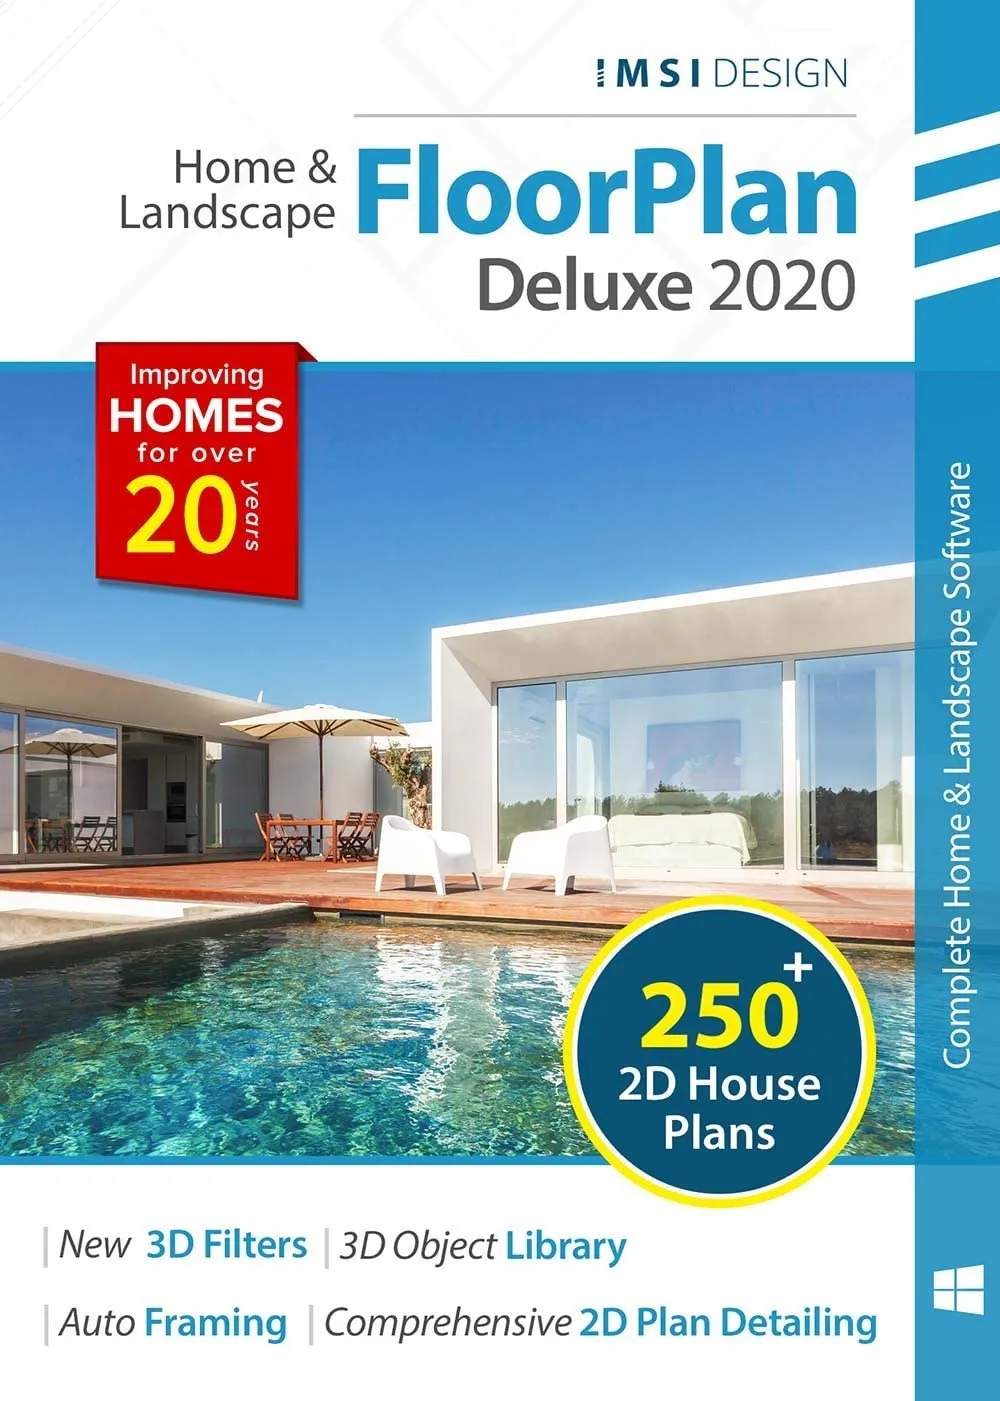 IMSI DESIGN
Home &
Landscape
FloorPlan
Deluxe 2020
Improving
HOMES
for over
20 years
250+
2D House
Plans
Complete Home & Landscape Software
New 3D Filters
3D Object Library
Auto Framing
Comprehensive 2D Plan Detailing